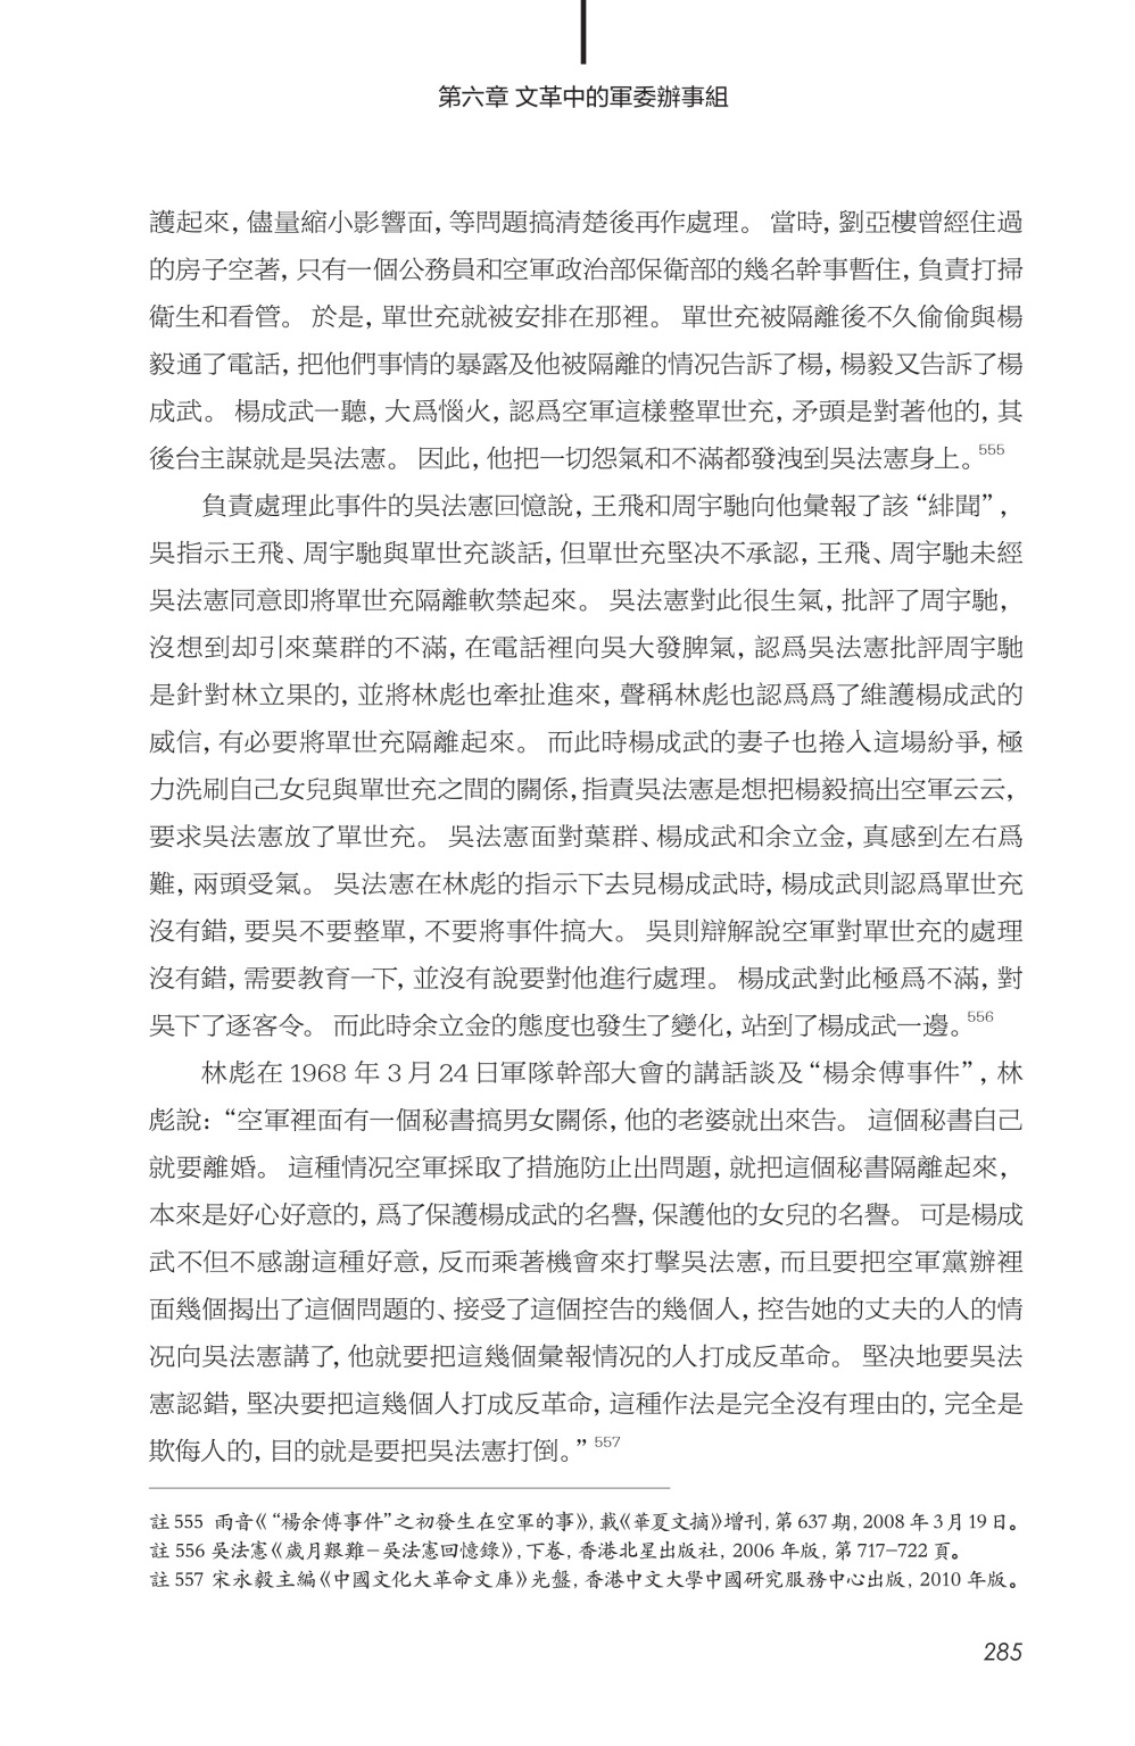 第六章 文革中的軍委辦事組
護起來，儘量縮小影響面，等問題搞清楚後再作處理。 當時，劉亞樓曾經住過
的房子空著，只有一個公務員和空軍政治部保衛部的幾名幹事暫住，負責打掃
衛生和看管。 於是，單世充就被安排在那裡。 單世充被隔離後不久偷偷與楊
毅通了電話，把他們事情的暴露及他被隔離的情況告訴了楊，楊毅又告訴了楊
成武。 楊成武一聽，大爲惱火，認爲空軍這樣整單世充，矛頭是對著他的，其
後台主謀就是吳法憲。 因此，他把一切怨氣和不滿都發洩到吳法憲身上。555
負責處理此事件的吳法憲回憶說，王飛和周宇馳向他彙報了該“緋聞”，
吳指示王飛、周宇馳與單世充談話，但單世充堅決不承認，王飛、周宇馳未經
吳法憲同意即將單世充隔離軟禁起來。 吳法憲對此很生氣，批評了周宇馳，
沒想到却引來葉群的不滿，在電話裡向吳大發脾氣，認爲吳法憲批評周宇馳
是針對林立果的，並將林彪也牽扯進來，聲稱林彪也認爲爲了維護楊成武的
威信，有必要將單世充隔離起來。 而此時楊成武的妻子也捲入這場紛爭，極
力洗刷自己女兒與單世充之間的關係，指責吳法憲是想把楊毅搞出空軍云云，
要求吳法憲放了單世充。 吳法憲面對葉群、楊成武和余立金，真感到左右爲
難，兩頭受氣。 吳法憲在林彪的指示下去見楊成武時，楊成武則認爲單世充
沒有錯，要吳不要整單，不要將事件搞大。 吳則辯解說空軍對單世充的處理
沒有錯，需要教育一下，並沒有說要對他進行處理。 楊成武對此極爲不滿，對
吳下了逐客令。 而此時余立金的態度也發生了變化，站到了楊成武一邊。556
林彪在 1968 年 3 月 24 日軍隊幹部大會的講話談及“楊余傅事件”，林
彪說：“空軍裡面有一個秘書搞男女關係，他的老婆就出來告。 這個秘書自己
就要離婚。 這種情況空軍採取了措施防止出問題，就把這個秘書隔離起來，
本來是好心好意的，爲了保護楊成武的名譽，保護他的女兒的名譽。 可是楊成
武不但不感謝這種好意，反而乘著機會來打擊吳法憲，而且要把空軍黨辦裡
面幾個揭出了這個問題的、接受了這個控告的幾個人，控告她的丈夫的人的情
況向吳法憲講了，他就要把這幾個彙報情況的人打成反革命。 堅決地要吳法
憲認錯，堅決要把這幾個人打成反革命，這種作法是完全沒有理由的，完全是
欺侮人的，目的就是要把吳法憲打倒。”557
註 555 雨音《“楊余傅事件”之初發生在空軍的事》，載《華夏文摘》增刊，第 637 期，2008 年 3 月 19 日。
註 556 吳法憲《歲月艱難－吳法憲回憶錄》，下卷，香港北星出版社，2006 年版，第 717–722 頁。
註 557 宋永毅主編《中國文化大革命文庫》光盤，香港中文大學中國研究服務中心出版，2010 年版。
285